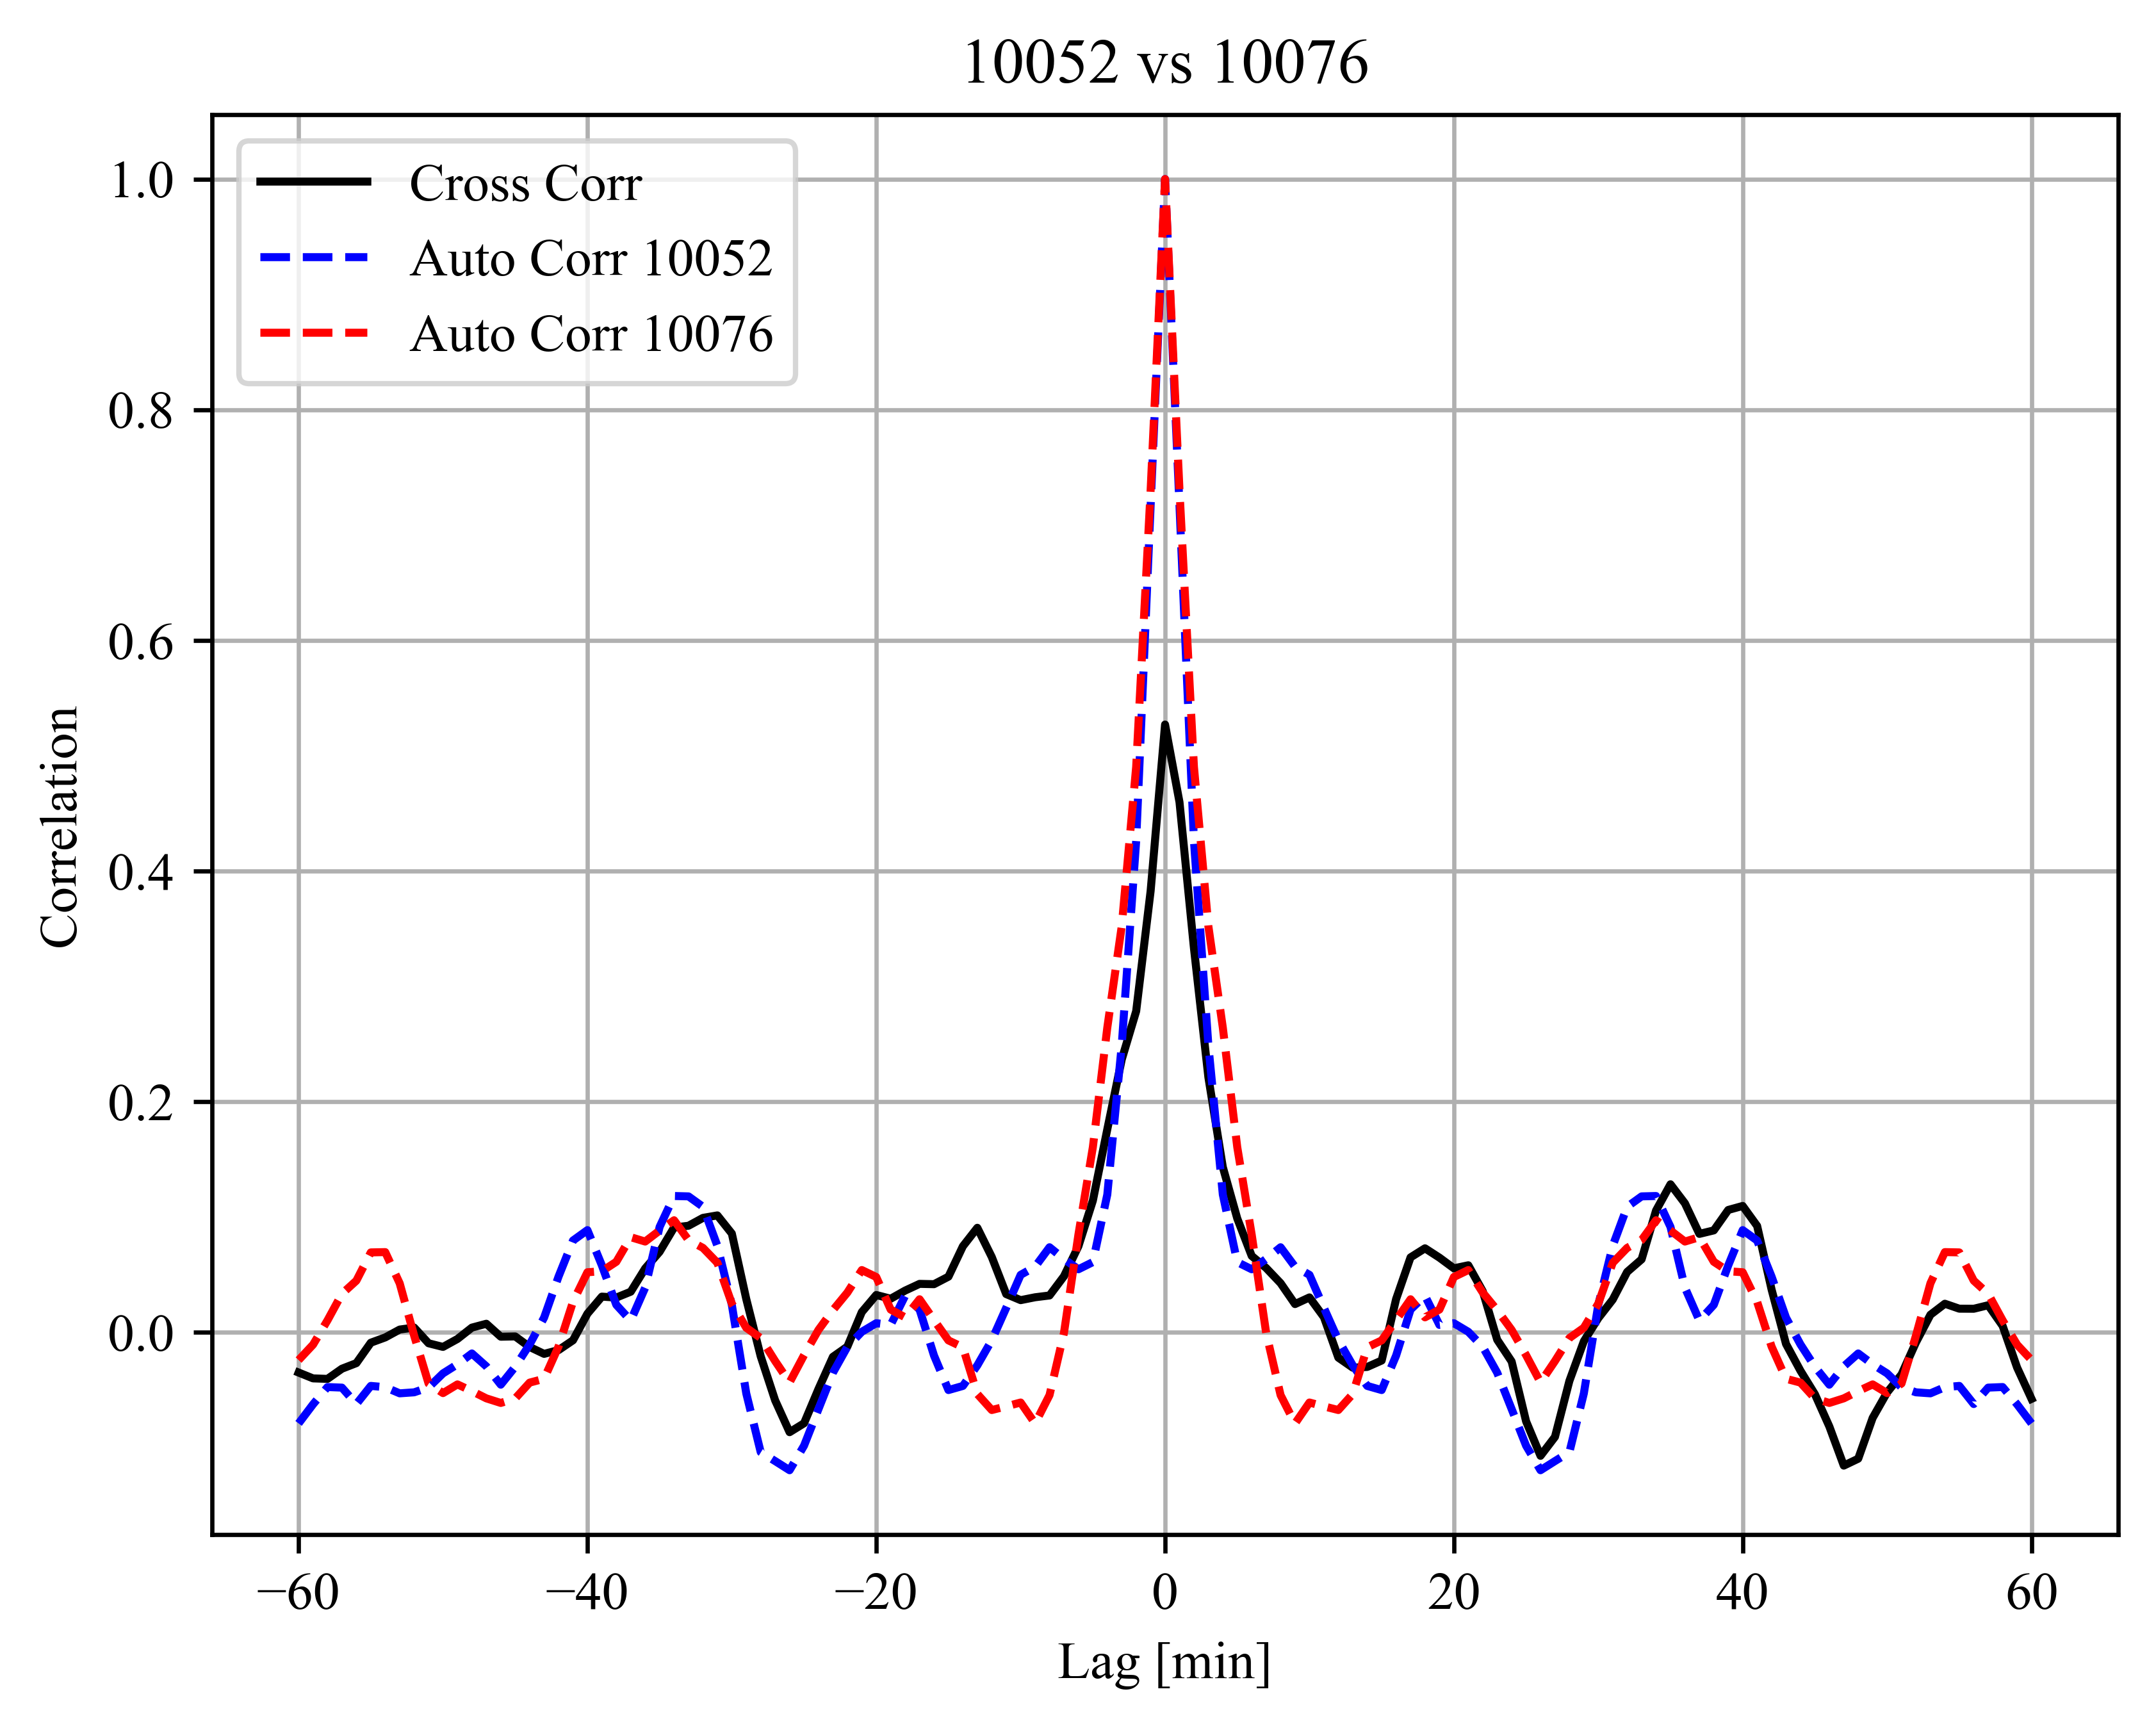 10052 vs 10076
Cross Corr
Auto Corr 10052
Auto Corr 10076
1.0
0.8
0.6
0.4
0.2
0.0
Correlation
−60 −40 −20 0 20 40 60
Lag [min]